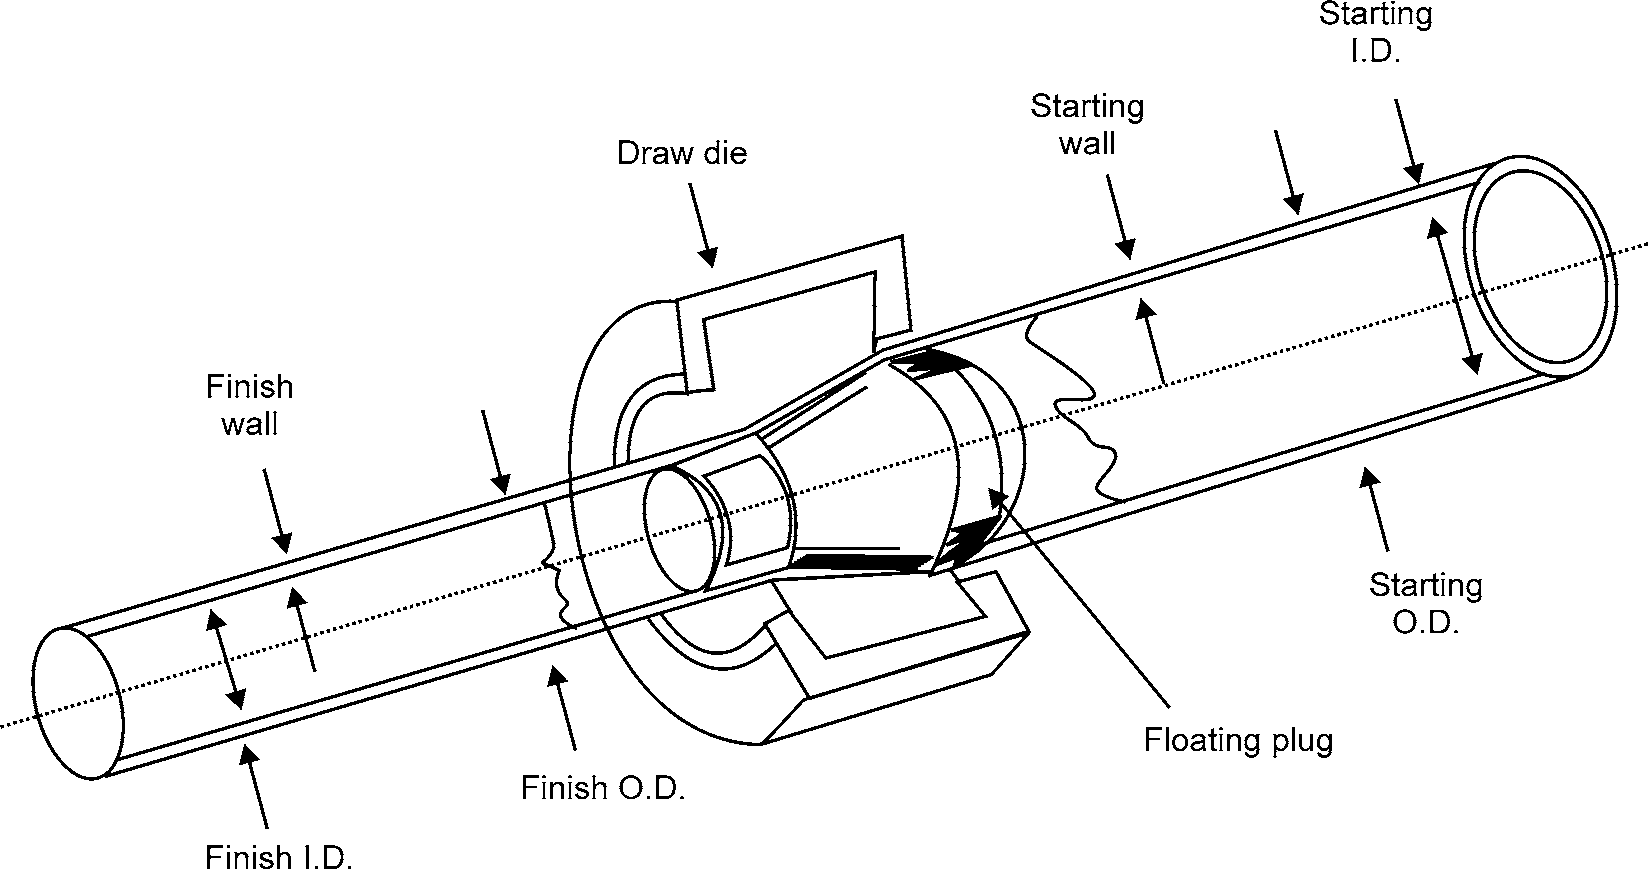 Starting
I.D.
Starting
wall
Draw die
Finish
wall
Starting
O.D.
Floating plug
Finish O.D.
Finish I.D.